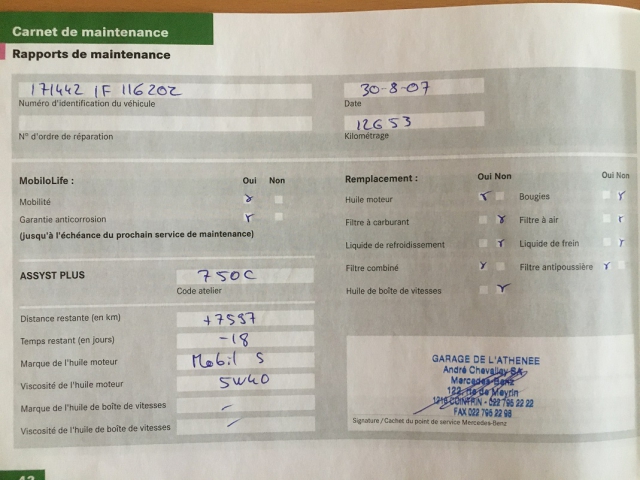 Carnet de maintenance
Rapports de maintenance
171442 1F 116202
Numéro d'identification du véhicule
30-8-07
Date
N° d'ordre de réparation
12653
Kilométrage
MobiloLife : Oui Non
Mobilité
Garantie anticorrosion
(jusqu'à l'échéance du prochain service de maintenance)
Remplacement : Oui Non Oui Non
Huile moteur Bougies
Filtre à carburant Filtre à air
Liquide de refroidissement Liquide de frein
Filtre combiné Filtre antipoussière
Huile de boîte de vitesses
ASSYST PLUS 750C
Code atelier
Distance restante (en km) +7597
Temps restant (en jours) -18
Marque de l'huile moteur Mobil S
Viscosité de l'huile moteur 5W40
Marque de l'huile de boîte de vitesses -
Viscosité de l'huile de boîte de vitesses -
GARAGE DE L'ATHENEE
André Chevalley SA
Mercedes-Benz
122, rte de Meyrin
1216 COINTRIN - 022 795 22 22
FAX 022 795 22 98
Signature / Cachet du point de service Mercedes-Benz